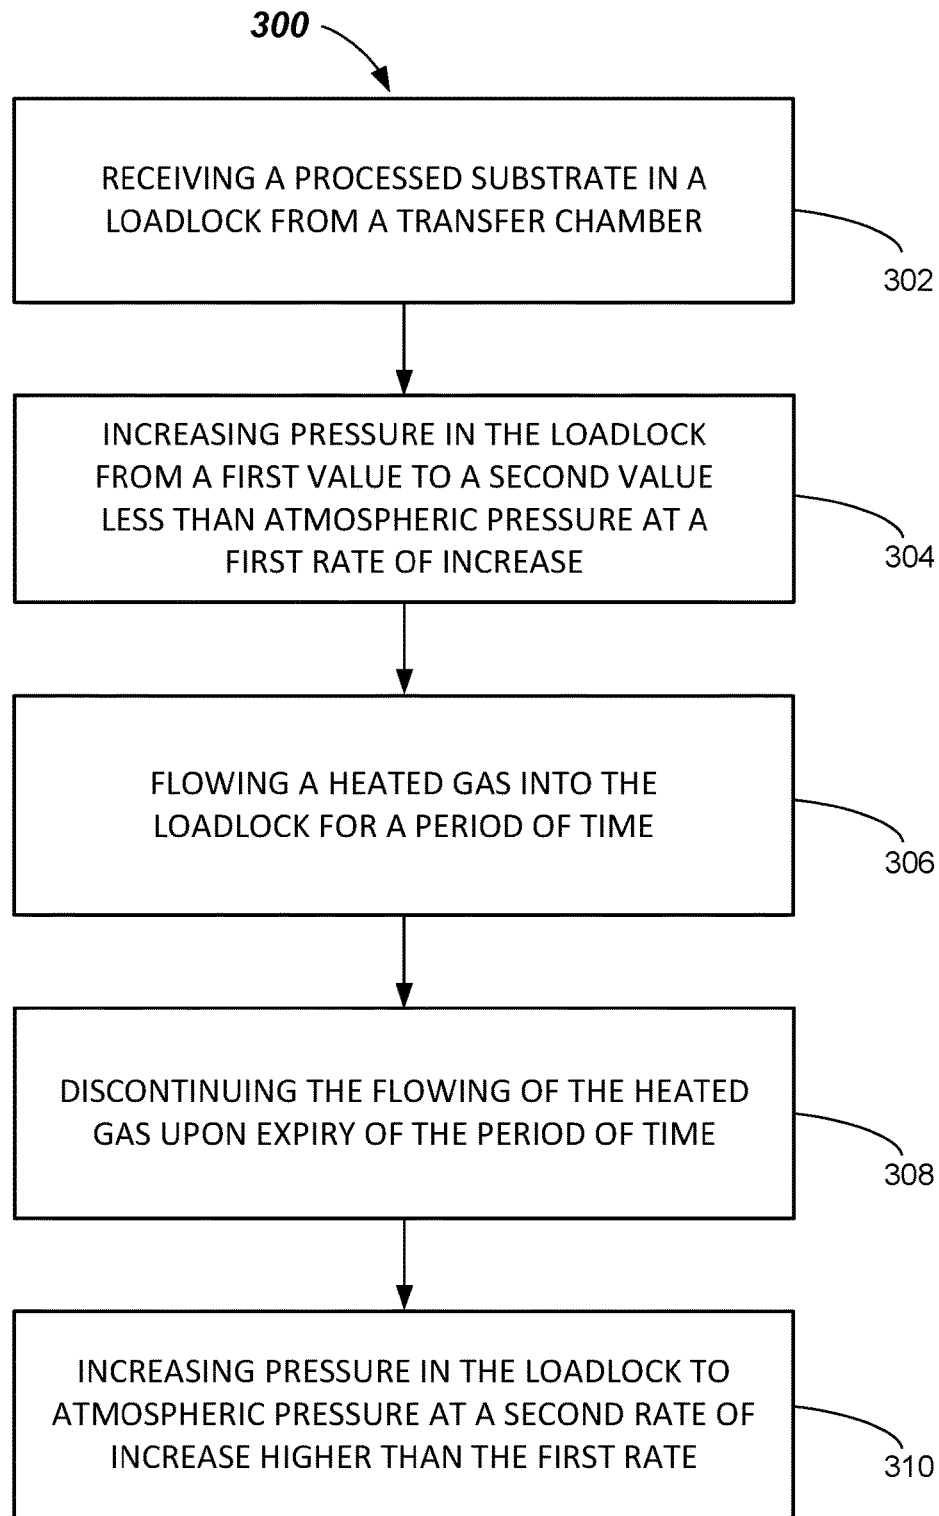 300
RECEIVING A PROCESSED SUBSTRATE IN A
LOADLOCK FROM A TRANSFER CHAMBER
302
INCREASING PRESSURE IN THE LOADLOCK
FROM A FIRST VALUE TO A SECOND VALUE
LESS THAN ATMOSPHERIC PRESSURE AT A
FIRST RATE OF INCREASE
304
FLOWING A HEATED GAS INTO THE
LOADLOCK FOR A PERIOD OF TIME
306
DISCONTINUING THE FLOWING OF THE HEATED
GAS UPON EXPIRY OF THE PERIOD OF TIME
308
INCREASING PRESSURE IN THE LOADLOCK TO
ATMOSPHERIC PRESSURE AT A SECOND RATE OF
INCREASE HIGHER THAN THE FIRST RATE
310